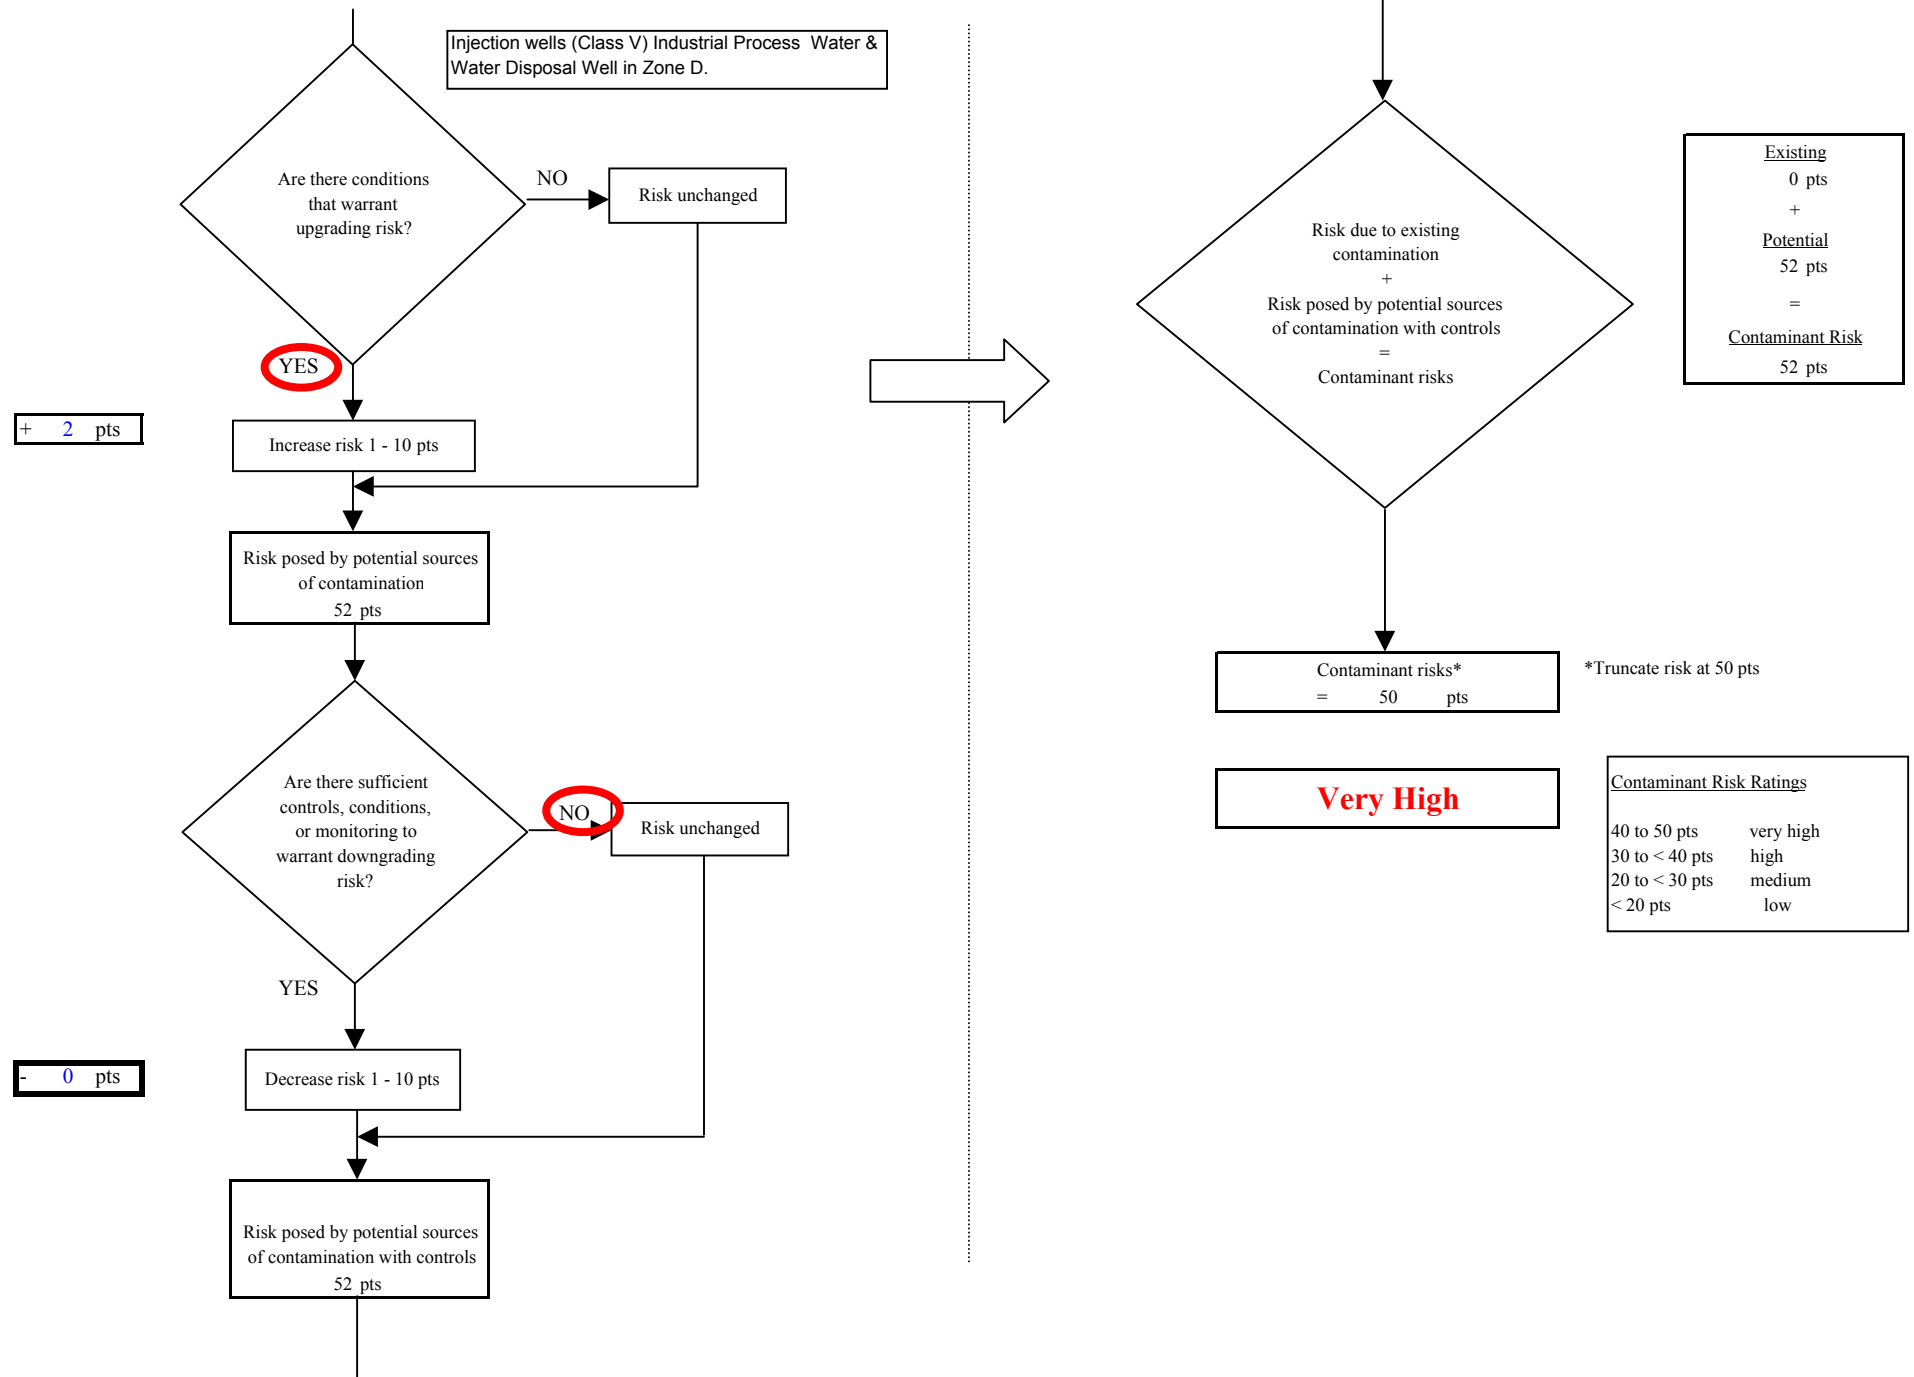 Injection wells (Class V) Industrial Process Water &
Water Disposal Well in Zone D.
Are there conditions
that warrant
upgrading risk?
NO
Risk unchanged
YES
+ 2 pts
Increase risk 1 - 10 pts
Risk posed by potential sources
of contamination
52 pts
Are there sufficient
controls, conditions,
or monitoring to
warrant downgrading
risk?
NO
Risk unchanged
YES
- 0 pts
Decrease risk 1 - 10 pts
Risk posed by potential sources
of contamination with controls
52 pts
Risk due to existing
contamination
+
Risk posed by potential sources
of contamination with controls
=
Contaminant risks
Existing
0 pts
+
Potential
52 pts
=
Contaminant Risk
52 pts
Contaminant risks*
= 50 pts
*Truncate risk at 50 pts
Very High
Contaminant Risk Ratings
40 to 50 pts very high
30 to < 40 pts high
20 to < 30 pts medium
< 20 pts low